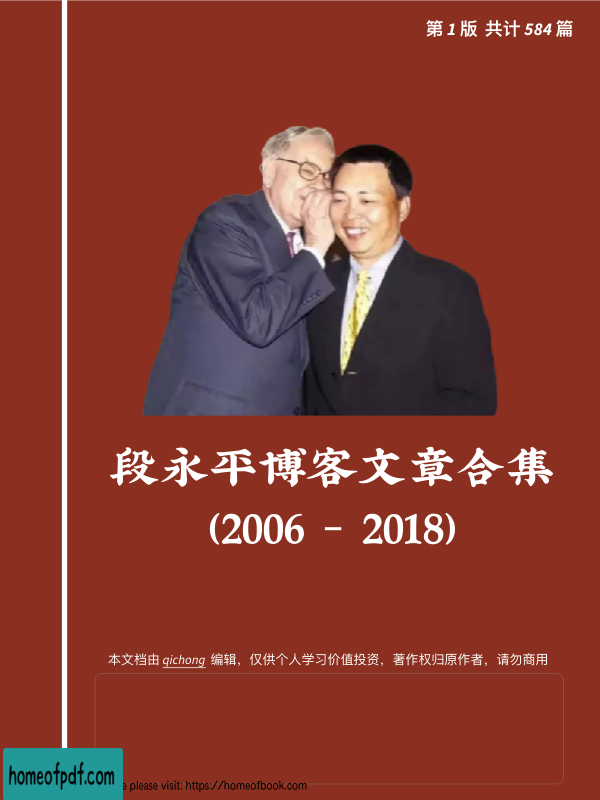 第 1 版 共计 584 篇
段永平博客文章合集
(2006 - 2018)
本文档由 qichong 编辑，仅供个人学习价值投资，著作权归原作者，请勿商用
homeofpdf.com
please visit: https://homeofbook.com